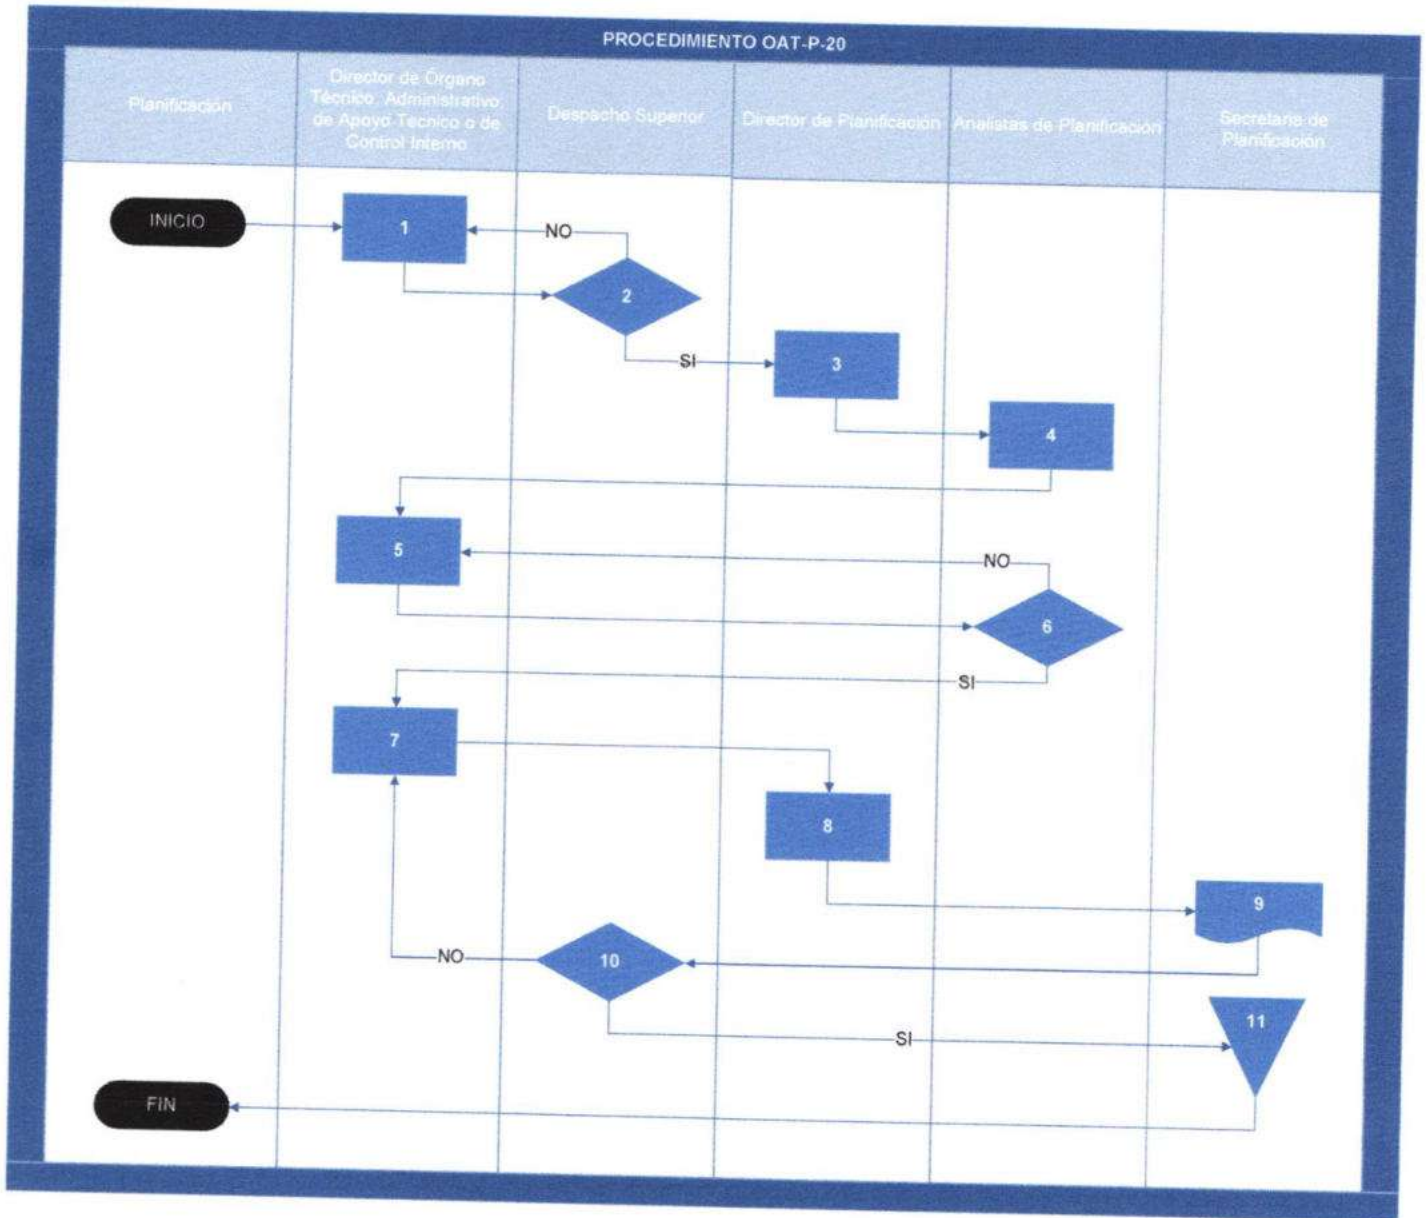 PROCEDIMIENTO OAT-P-20
Planificación
Director de Órgano
Técnico, Administrativo,
de Apoyo Técnico o de
Control Interno
Despacho Superior
Director de Planificación
Analistas de Planificación
Secretaria de
Planificación
INICIO
1
NO
2
SI
3
4
5
NO
6
SI
7
8
9
NO
10
11
SI
FIN